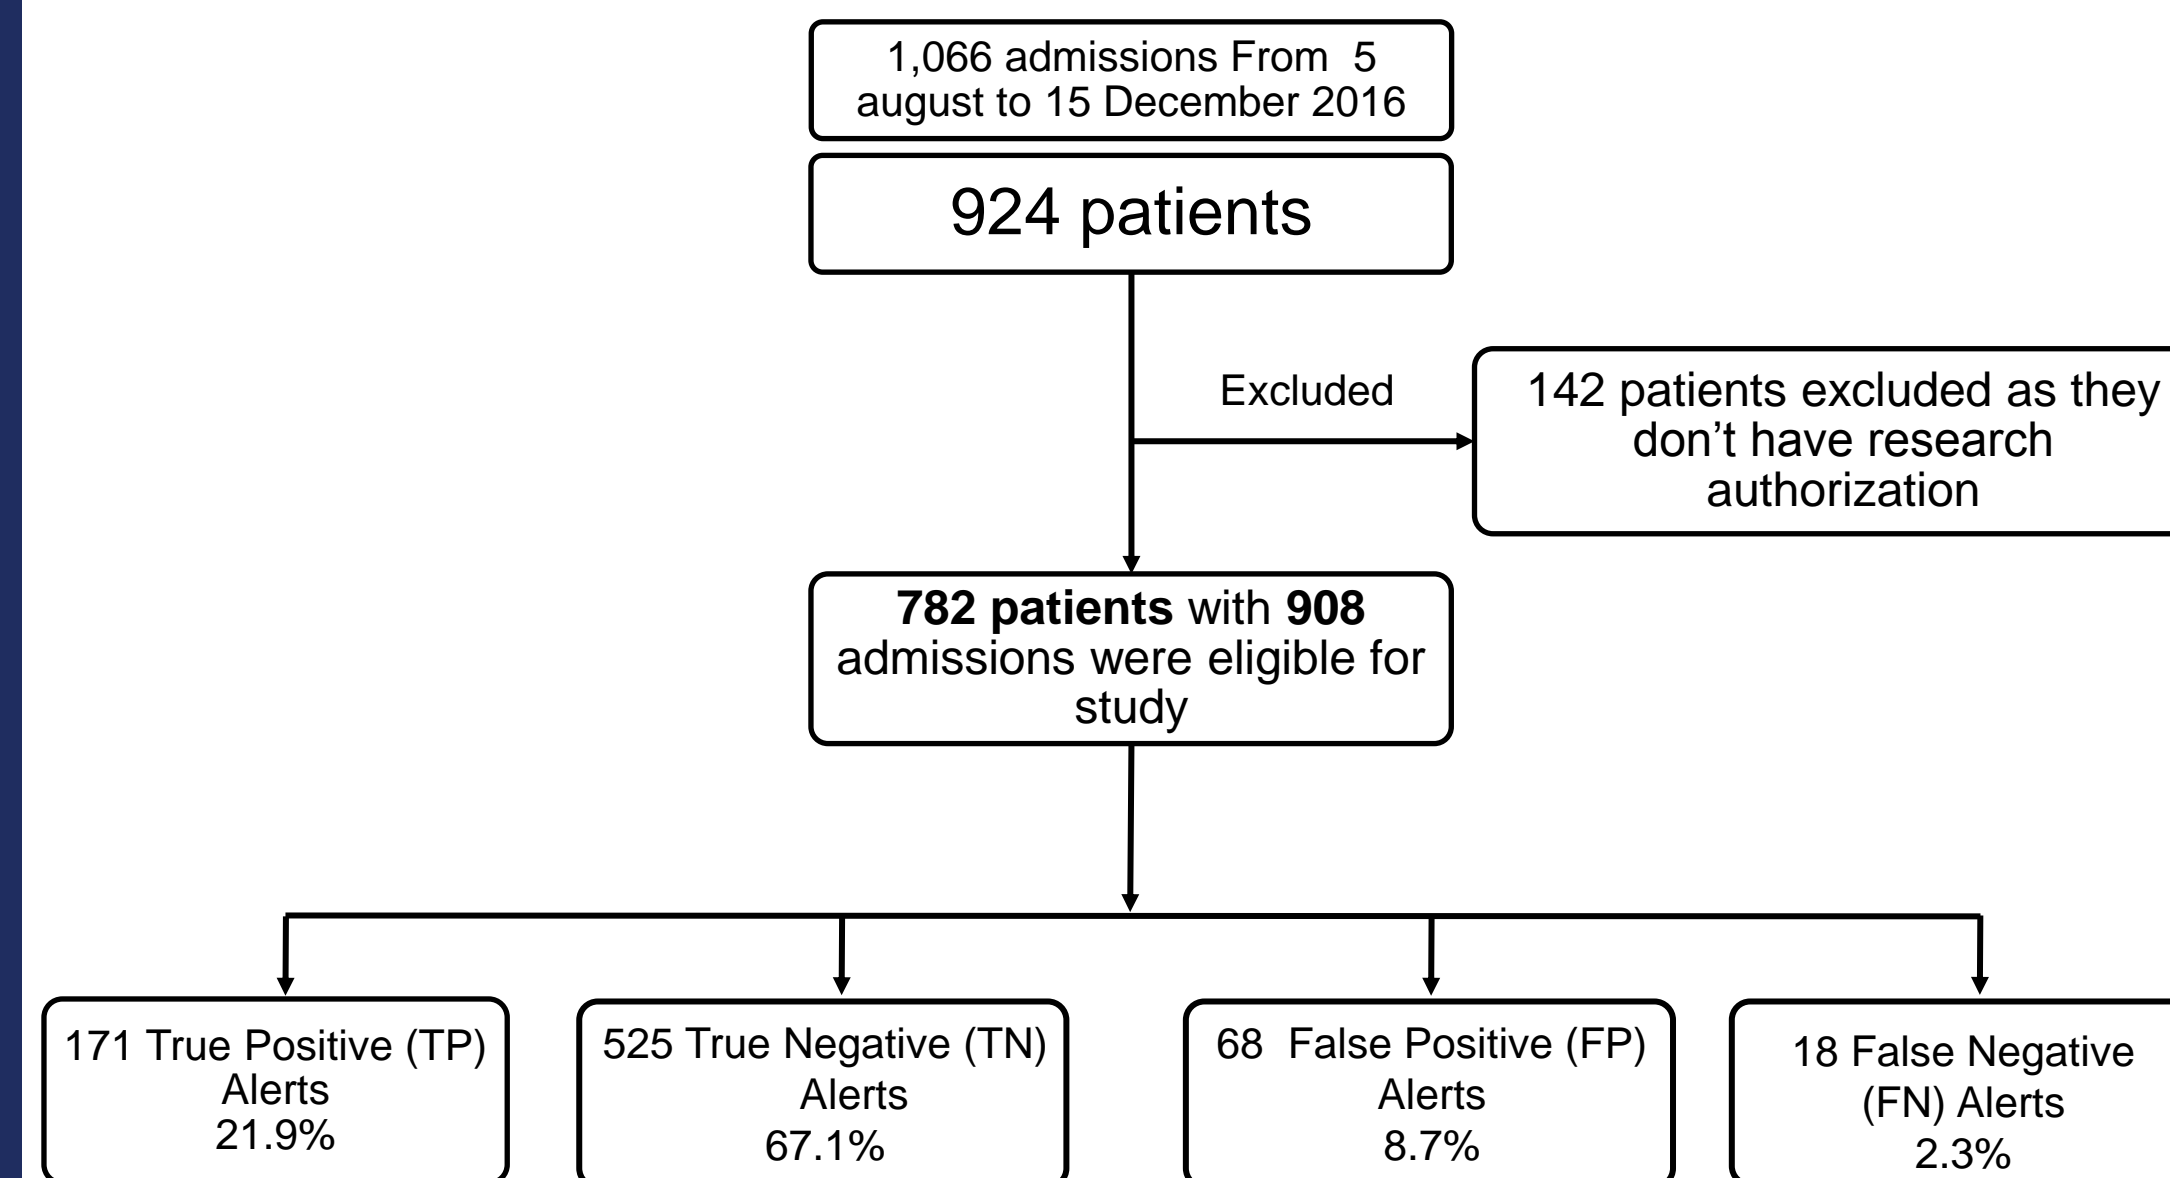 1,066 admissions From  5
august to 15 December 2016
924 patients
Excluded
142 patients excluded as they
don’t have research
authorization
782 patients with 908
admissions were eligible for
study
171 True Positive (TP)
Alerts
21.9%
525 True Negative (TN)
Alerts
67.1%
68  False Positive (FP)
Alerts
8.7%
18 False Negative
(FN) Alerts
2.3%